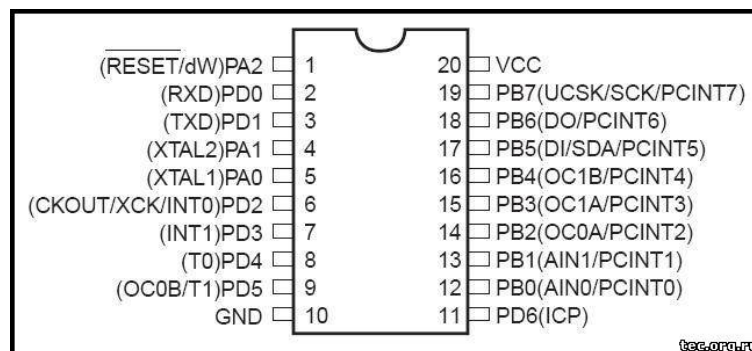 (RESET/dW)PA2 1 20 VCC
(RXD)PD0 2 19 PB7(UCSK/SCK/PCINT7)
(TXD)PD1 3 18 PB6(DO/PCINT6)
(XTAL2)PA1 4 17 PB5(DI/SDA/PCINT5)
(XTAL1)PA0 5 16 PB4(OC1B/PCINT4)
(CKOUT/XCK/INT0)PD2 6 15 PB3(OC1A/PCINT3)
(INT1)PD3 7 14 PB2(OC0A/PCINT2)
(T0)PD4 8 13 PB1(AIN1/PCINT1)
(OC0B/T1)PD5 9 12 PB0(AIN0/PCINT0)
GND 10 11 PD6(ICP)
tec.org.ru